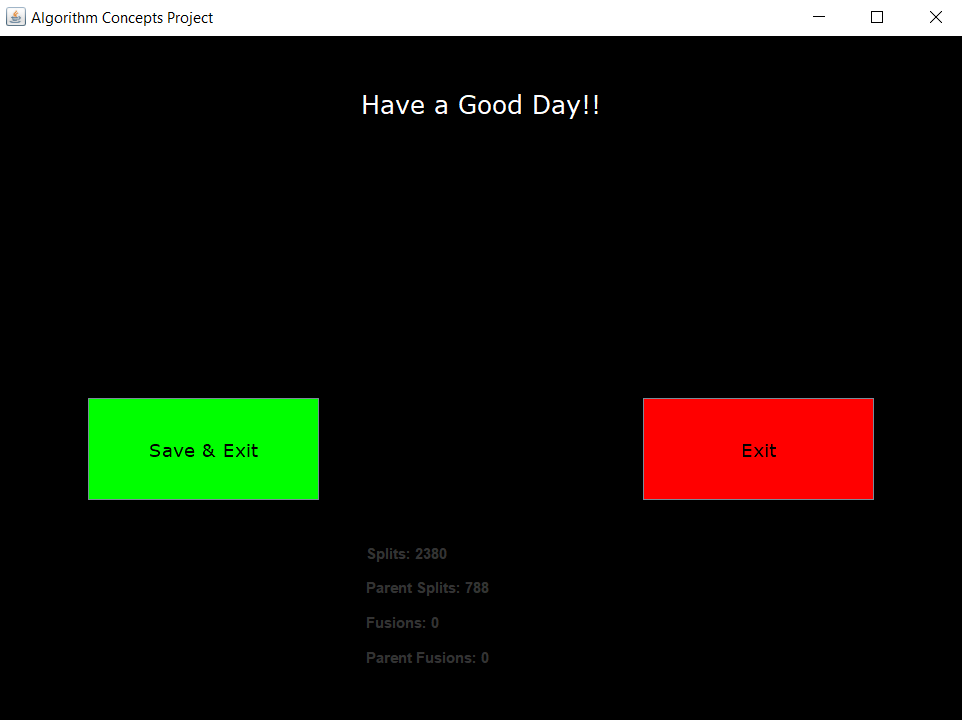 Algorithm Concepts Project
Have a Good Day!!
Save & Exit
Exit
Splits: 2380
Parent Splits: 788
Fusions: 0
Parent Fusions: 0